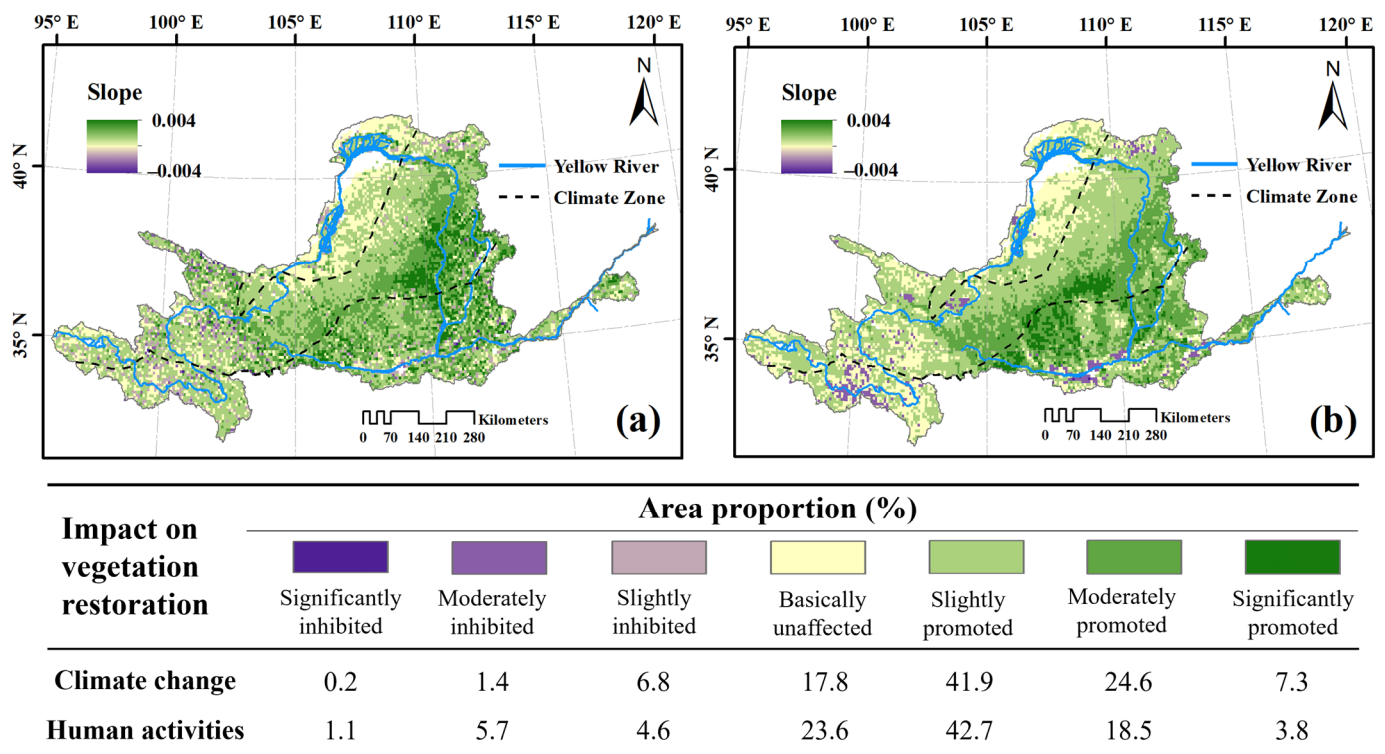 95° E 100° E 105° E 110° E 115° E 120° E
Slope
0.004
−0.004
N
Yellow River
Climate Zone
40° N
35° N
Kilometers
0 70 140 210 280
(a)
95° E 100° E 105° E 110° E 115° E 120° E
Slope
0.004
−0.004
N
Yellow River
Climate Zone
40° N
35° N
Kilometers
0 70 140 210 280
(b)
Impact on
vegetation
restoration
Area proportion (%)
Significantly
inhibited
Moderately
inhibited
Slightly
inhibited
Basically
unaffected
Slightly
promoted
Moderately
promoted
Significantly
promoted
Climate change 0.2 1.4 6.8 17.8 41.9 24.6 7.3
Human activities 1.1 5.7 4.6 23.6 42.7 18.5 3.8